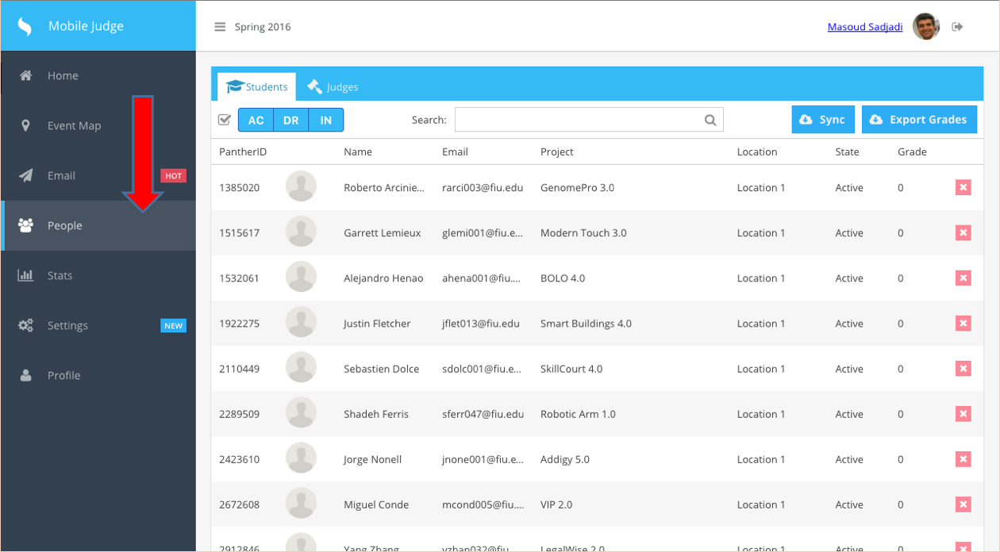 Mobile Judge
Spring 2016
Masoud Sadjadi
Home
Event Map
Email HOT
People
Stats
Settings NEW
Profile
Students Judges
AC DR IN Search: Sync Export Grades
PantherID Name Email Project Location State Grade
1385020 Roberto Arcinie... rarci003@fiu.edu GenomePro 3.0 Location 1 Active 0
1515617 Garrett Lemieux glemi001@fiu.e... Modern Touch 3.0 Location 1 Active 0
1532061 Alejandro Henao ahena001@fiu.... BOLO 4.0 Location 1 Active 0
1922275 Justin Fletcher jflet013@fiu.edu Smart Buildings 4.0 Location 1 Active 0
2110449 Sebastien Dolce sdolc001@fiu.e... SkillCourt 4.0 Location 1 Active 0
2289509 Shadeh Ferris sferr047@fiu.edu Robotic Arm 1.0 Location 1 Active 0
2423610 Jorge Nonell jnone001@fiu.e... Addigy 5.0 Location 1 Active 0
2672608 Miguel Conde mcond005@fiu.... VIP 2.0 Location 1 Active 0
2912846 Yang Zhang yzhan032@fiu... LegalWise 2.0 Location 1 Active 0